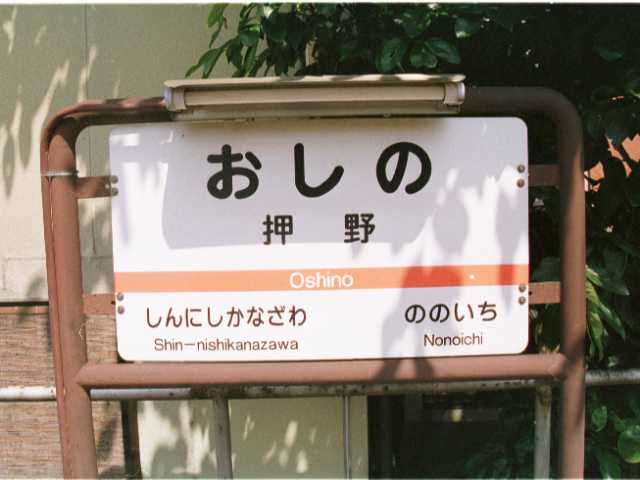 おしの
押野
Oshino
しんにしかなざわ ののいち
Shin－nishikanazawa Nonoichi